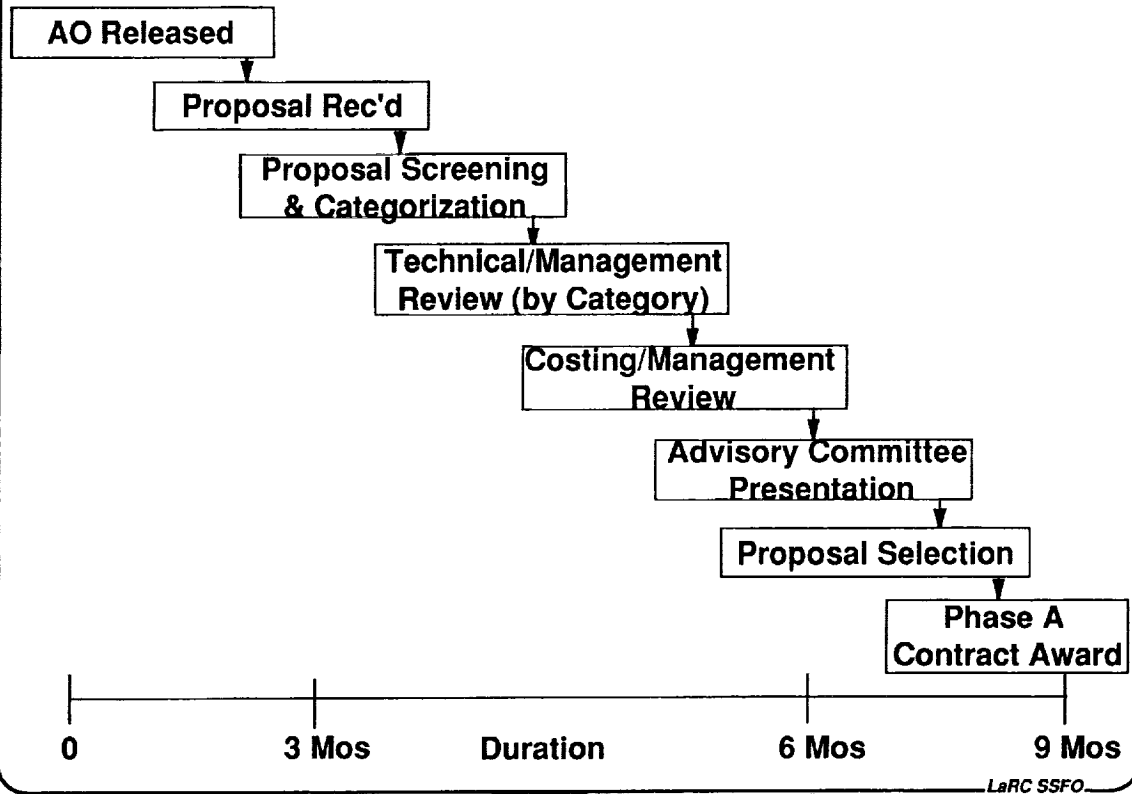 AO Released
Proposal Rec'd
Proposal Screening
& Categorization
Technical/Management
Review (by Category)
Costing/Management
Review
Advisory Committee
Presentation
Proposal Selection
Phase A
Contract Award
0 3 Mos Duration 6 Mos 9 Mos
LaRC SSFO